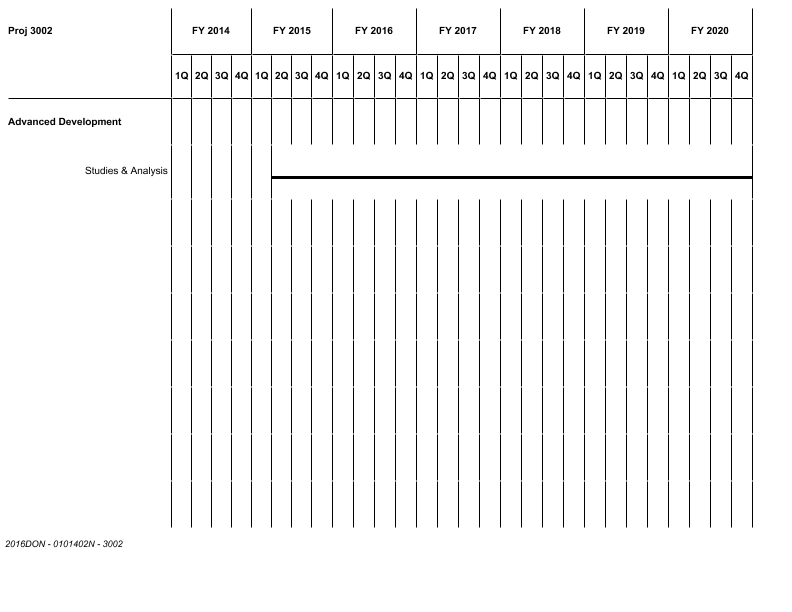 Proj 3002 FY 2014 FY 2015 FY 2016 FY 2017 FY 2018 FY 2019 FY 2020
1Q 2Q 3Q 4Q 1Q 2Q 3Q 4Q 1Q 2Q 3Q 4Q 1Q 2Q 3Q 4Q 1Q 2Q 3Q 4Q 1Q 2Q 3Q 4Q 1Q 2Q 3Q 4Q
Advanced Development
Studies & Analysis
2016DON - 0101402N - 3002